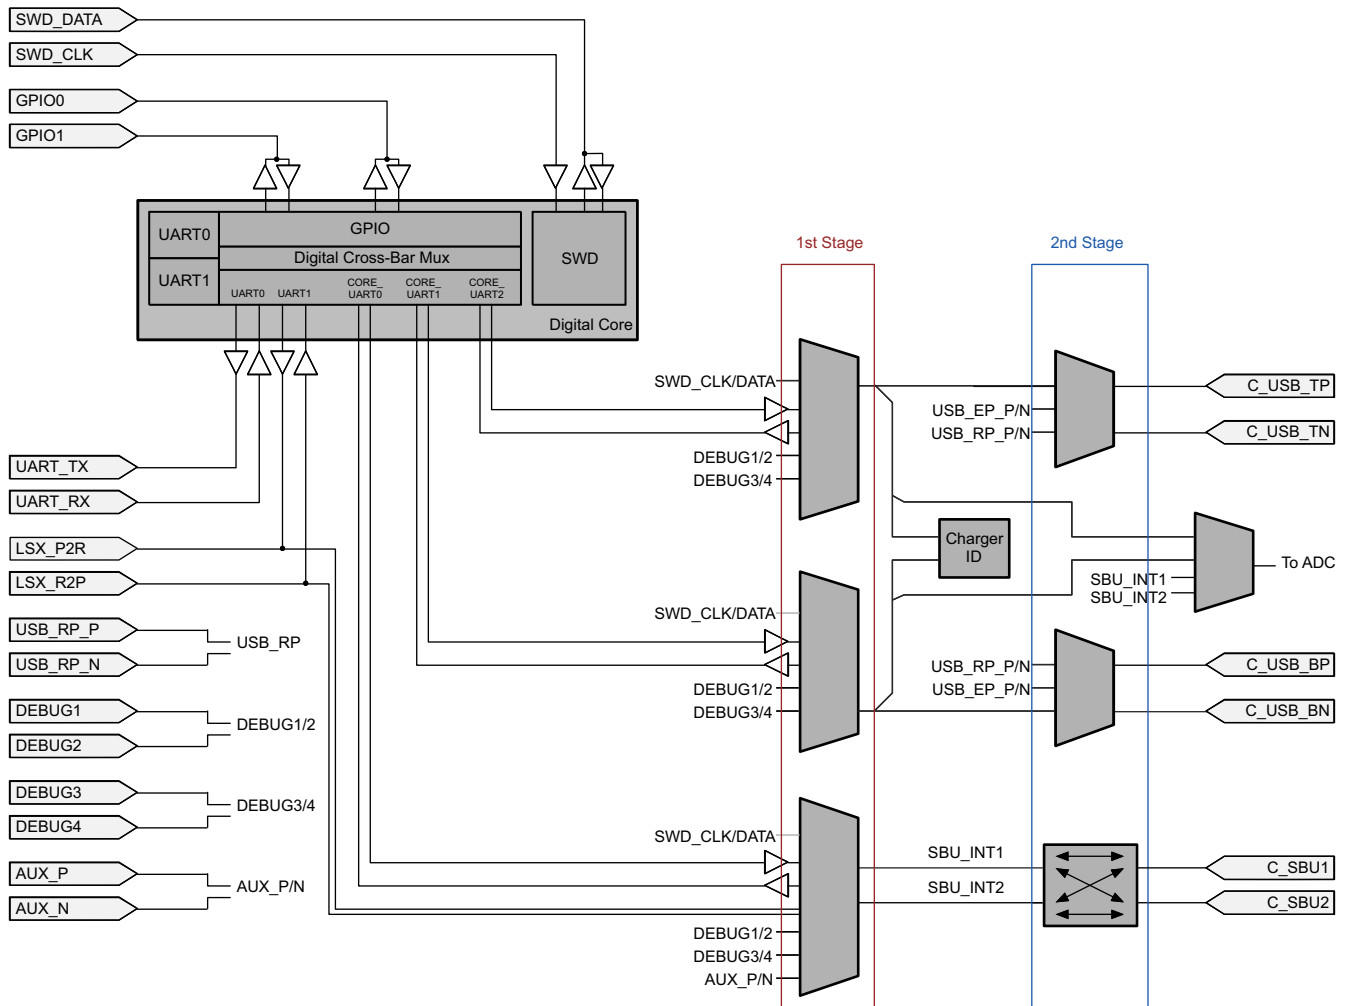 SWD_DATA
SWD_CLK
GPIO0
GPIO1
UART0
GPIO
Digital Cross-Bar Mux
UART1
SWD
UART0
UART1
CORE_
UART0
CORE_
UART1
CORE_
UART2
Digital Core
1st Stage
2nd Stage
SWD_CLK/DATA
DEBUG1/2
DEBUG3/4
USB_EP_P/N
USB_RP_P/N
C_USB_TP
C_USB_TN
UART_TX
UART_RX
LSX_P2R
LSX_R2P
Charger
ID
SBU_INT1
SBU_INT2
To ADC
USB_RP_P
USB_RP_N
USB_RP
SWD_CLK/DATA
DEBUG1/2
DEBUG3/4
USB_RP_P/N
USB_EP_P/N
C_USB_BP
C_USB_BN
DEBUG1
DEBUG2
DEBUG1/2
DEBUG3
DEBUG4
DEBUG3/4
AUX_P
AUX_N
AUX_P/N
SWD_CLK/DATA
SBU_INT1
SBU_INT2
C_SBU1
C_SBU2
DEBUG1/2
DEBUG3/4
AUX_P/N